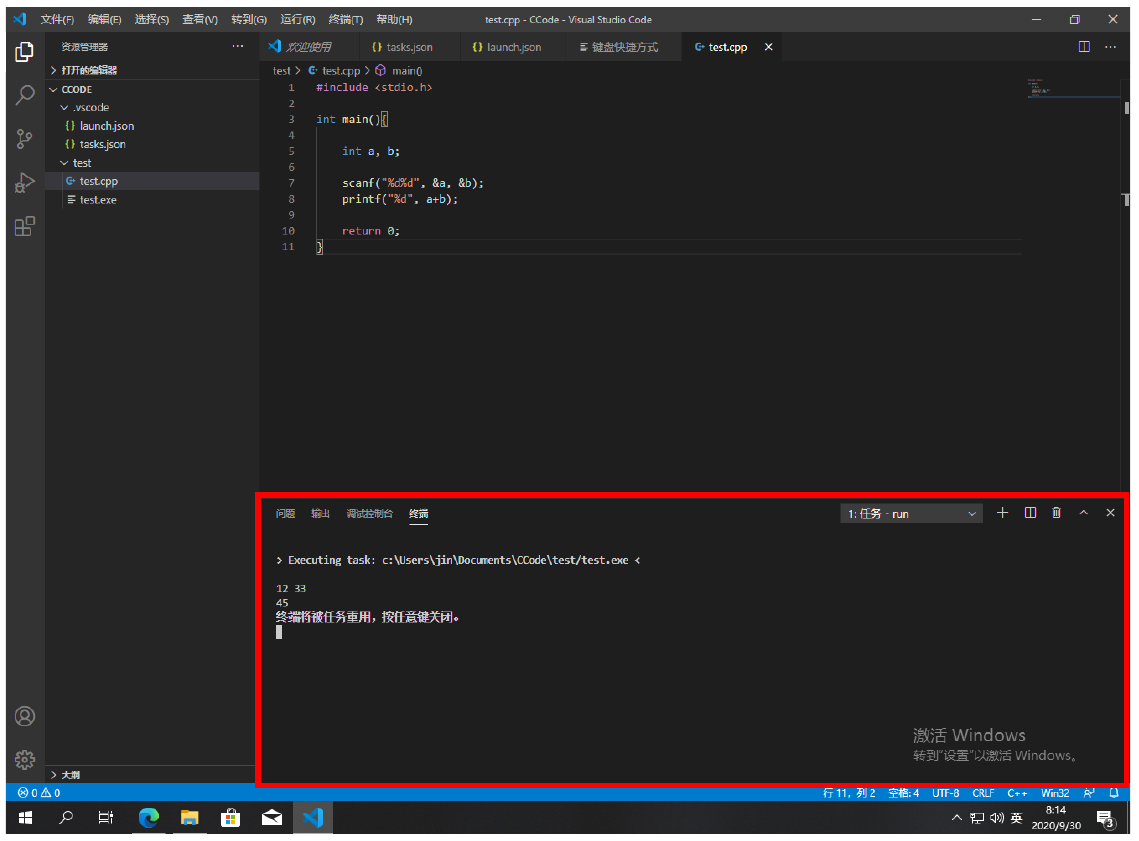 文件(F) 编辑(E) 选择(S) 查看(V) 转到(G) 运行(R) 终端(T) 帮助(H) test.cpp - CCode - Visual Studio Code
资源管理器 ···
打开的编辑器
CCODE
.vscode
{} launch.json
{} tasks.json
test
test.cpp
test.exe
大纲
欢迎使用 {} tasks.json {} launch.json 键盘快捷方式 test.cpp
test > test.cpp > main()
1 #include <stdio.h>
2
3 int main(){
4
5 int a, b;
6
7 scanf("%d%d", &a, &b);
8 printf("%d", a+b);
9
10 return 0;
11 }
问题 输出 调试控制台 终端 1: 任务 - run
> Executing task: c:\Users\jin\Documents\CCode\test/test.exe <
12 33
45
终端将被任务重用，按任意键关闭。
激活 Windows
转到"设置"以激活 Windows。
0 0 行 11，列 2 空格: 4 UTF-8 CRLF C++ Win32
英 8:14
2020/9/30 3